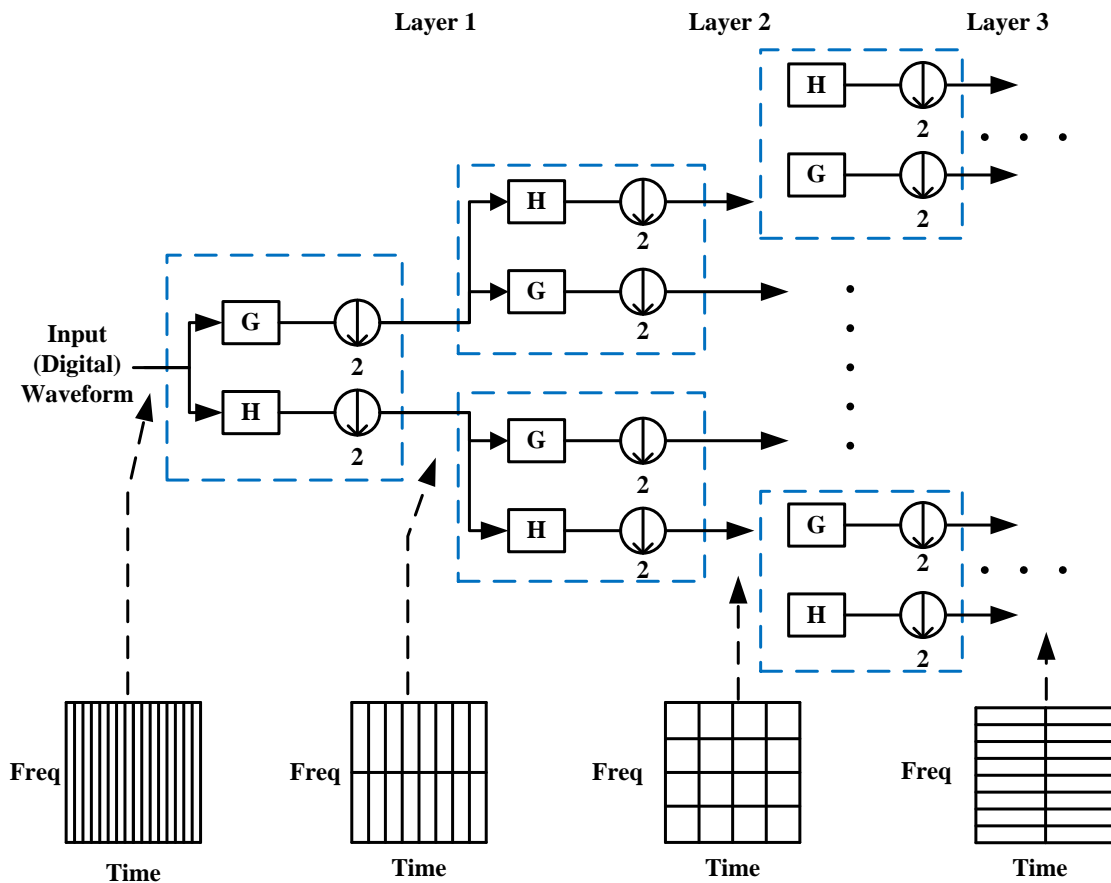 Layer 1
Layer 2
Layer 3
H
2
G
2
H
2
G
2
Input
(Digital)
Waveform
G
2
H
2
G
2
H
2
G
2
H
2
Freq
Time
Freq
Time
Freq
Time
Freq
Time